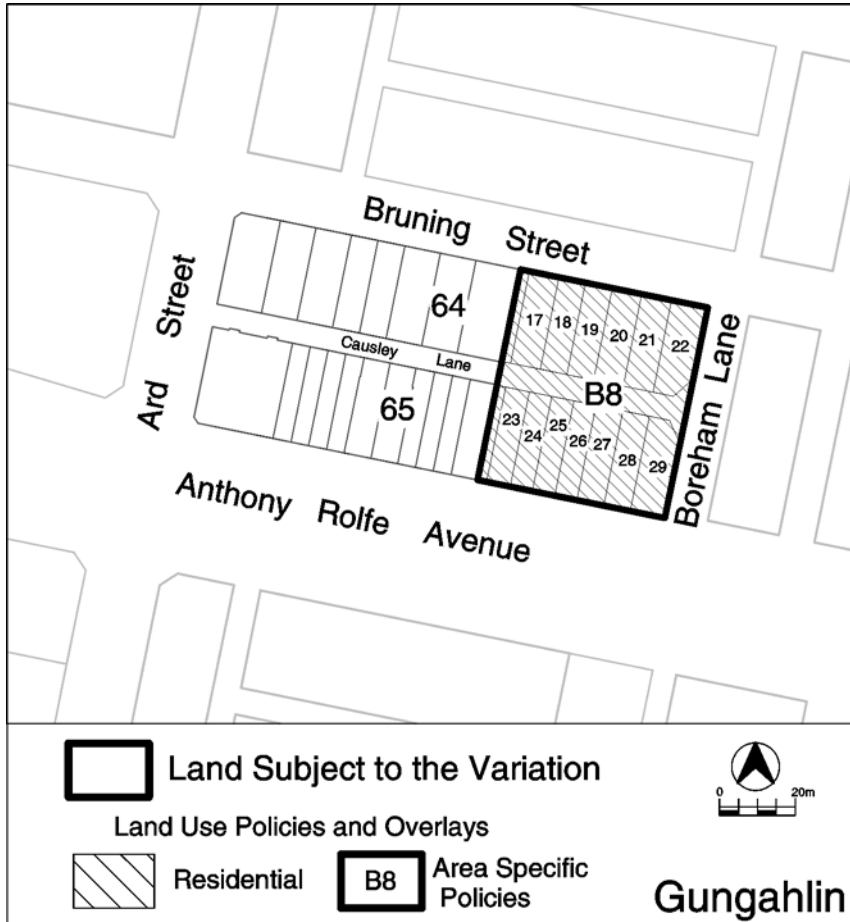 Bruning Street
Ard Street
64
17 18 19 20 21 22
Causley Lane
B8
65
23 24 25 26 27 28 29
Boreham Lane
Anthony Rolfe Avenue
Land Subject to the Variation
0 20m
Land Use Policies and Overlays
Residential
B8
Area Specific
Policies
Gungahlin